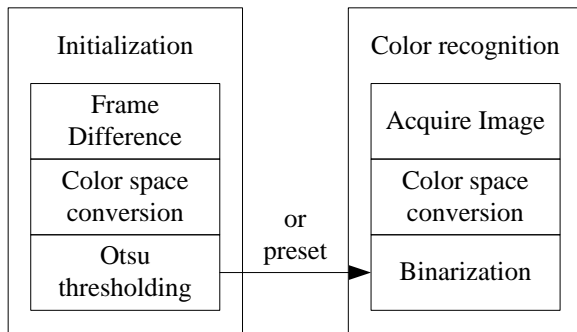 Initialization
Frame
Difference
Color space
conversion
Otsu
thresholding
or
preset
Color recognition
Acquire Image
Color space
conversion
Binarization